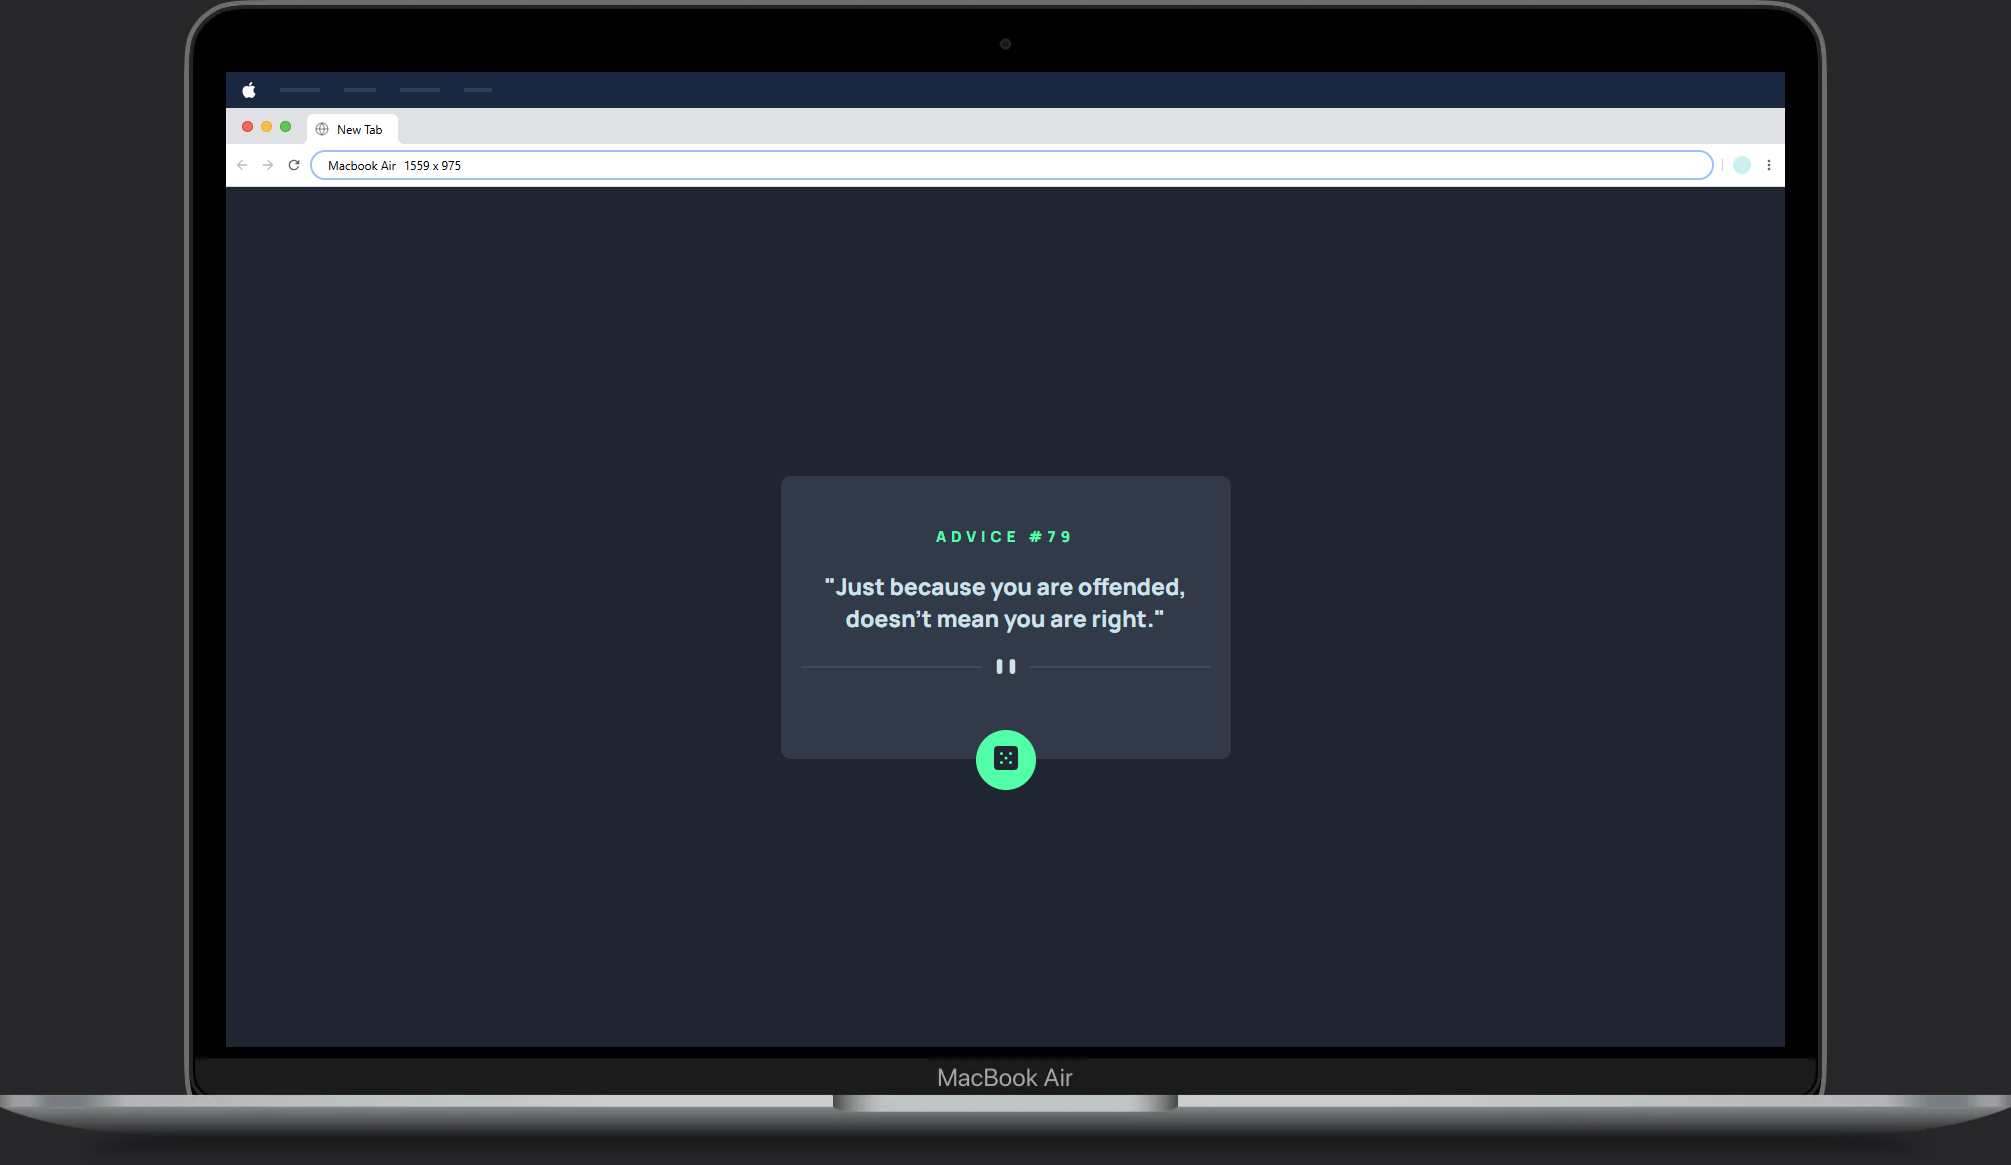 New Tab
Macbook Air 1559 x 975
ADVICE #79
"Just because you are offended,
doesn't mean you are right."
MacBook Air